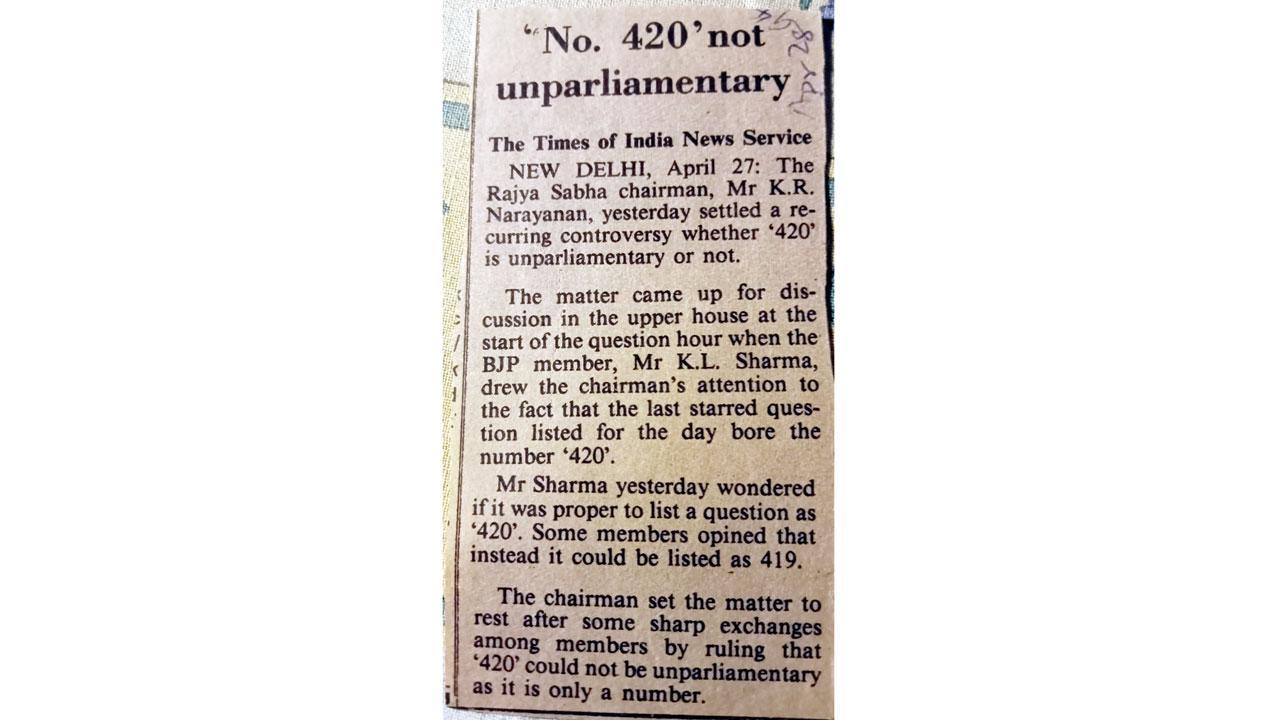 “No. 420’ not
unparliamentary
The Times of India News Service
NEW DELHI, April 27: The
Rajya Sabha chairman, Mr K.R.
Narayanan, yesterday settled a re-
curring controversy whether ‘420’
is unparliamentary or not.
The matter came up for dis-
cussion in the upper house at the
start of the question hour when the
BJP member, Mr K.L. Sharma,
drew the chairman’s attention to
the fact that the last starred ques-
tion listed for the day bore the
number ‘420’.
Mr Sharma yesterday wondered
if it was proper to list a question as
‘420’. Some members opined that
instead it could be listed as 419.
The chairman set the matter to
rest after some sharp exchanges
among members by ruling that
‘420’ could not be unparliamentary
as it is only a number.